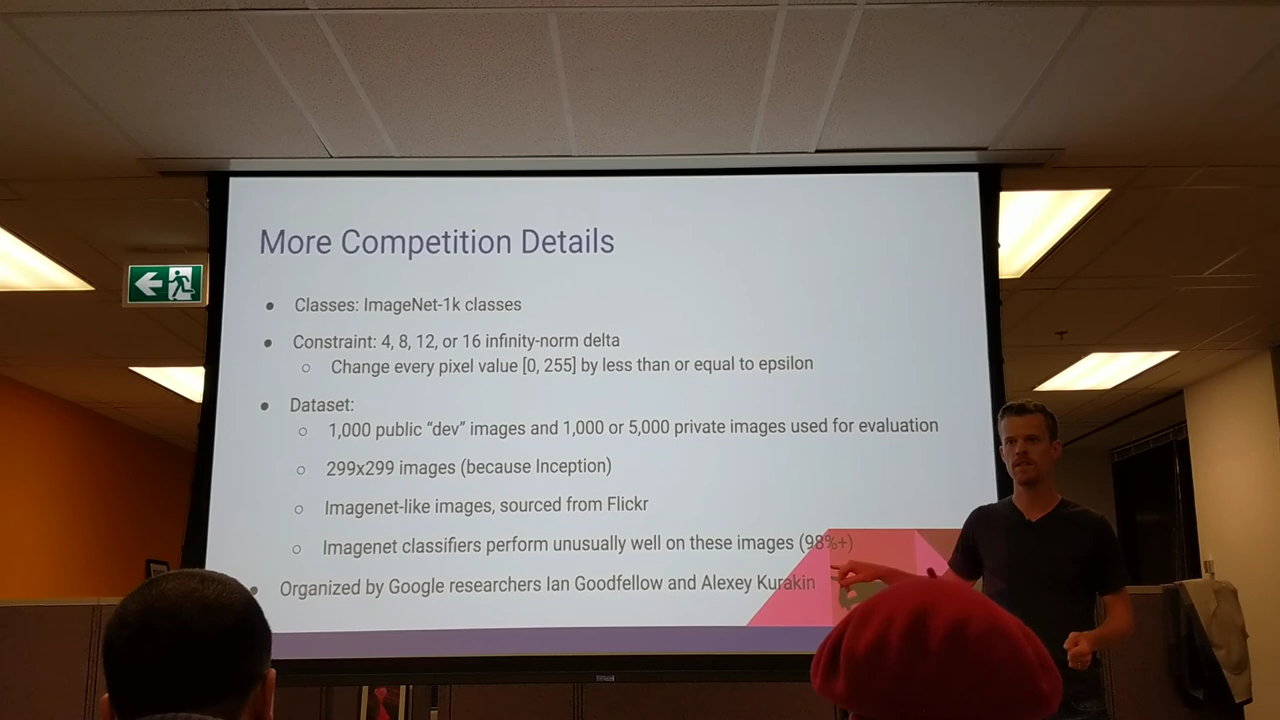 More Competition Details
● Classes: ImageNet-1k classes
● Constraint: 4, 8, 12, or 16 infinity-norm delta
○ Change every pixel value [0, 255] by less than or equal to epsilon
● Dataset:
○ 1,000 public “dev” images and 1,000 or 5,000 private images used for evaluation
○ 299x299 images (because Inception)
○ Imagenet-like images, sourced from Flickr
○ Imagenet classifiers perform unusually well on these images (98%+)
● Organized by Google researchers Ian Goodfellow and Alexey Kurakin